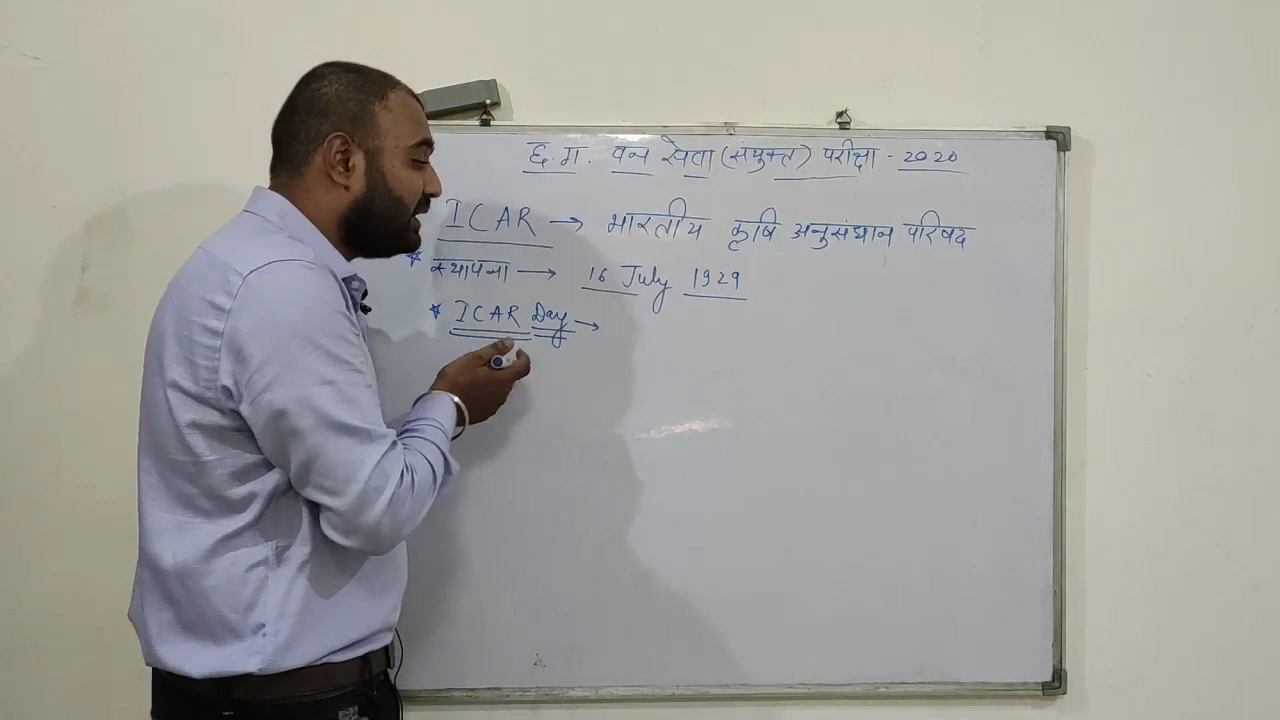 छ.ग. वन सेवा (संयुक्त) परीक्षा - 2020
ICAR → भारतीय कृषि अनुसंधान परिषद
* स्थापना → 16 July 1929
* ICAR Day →